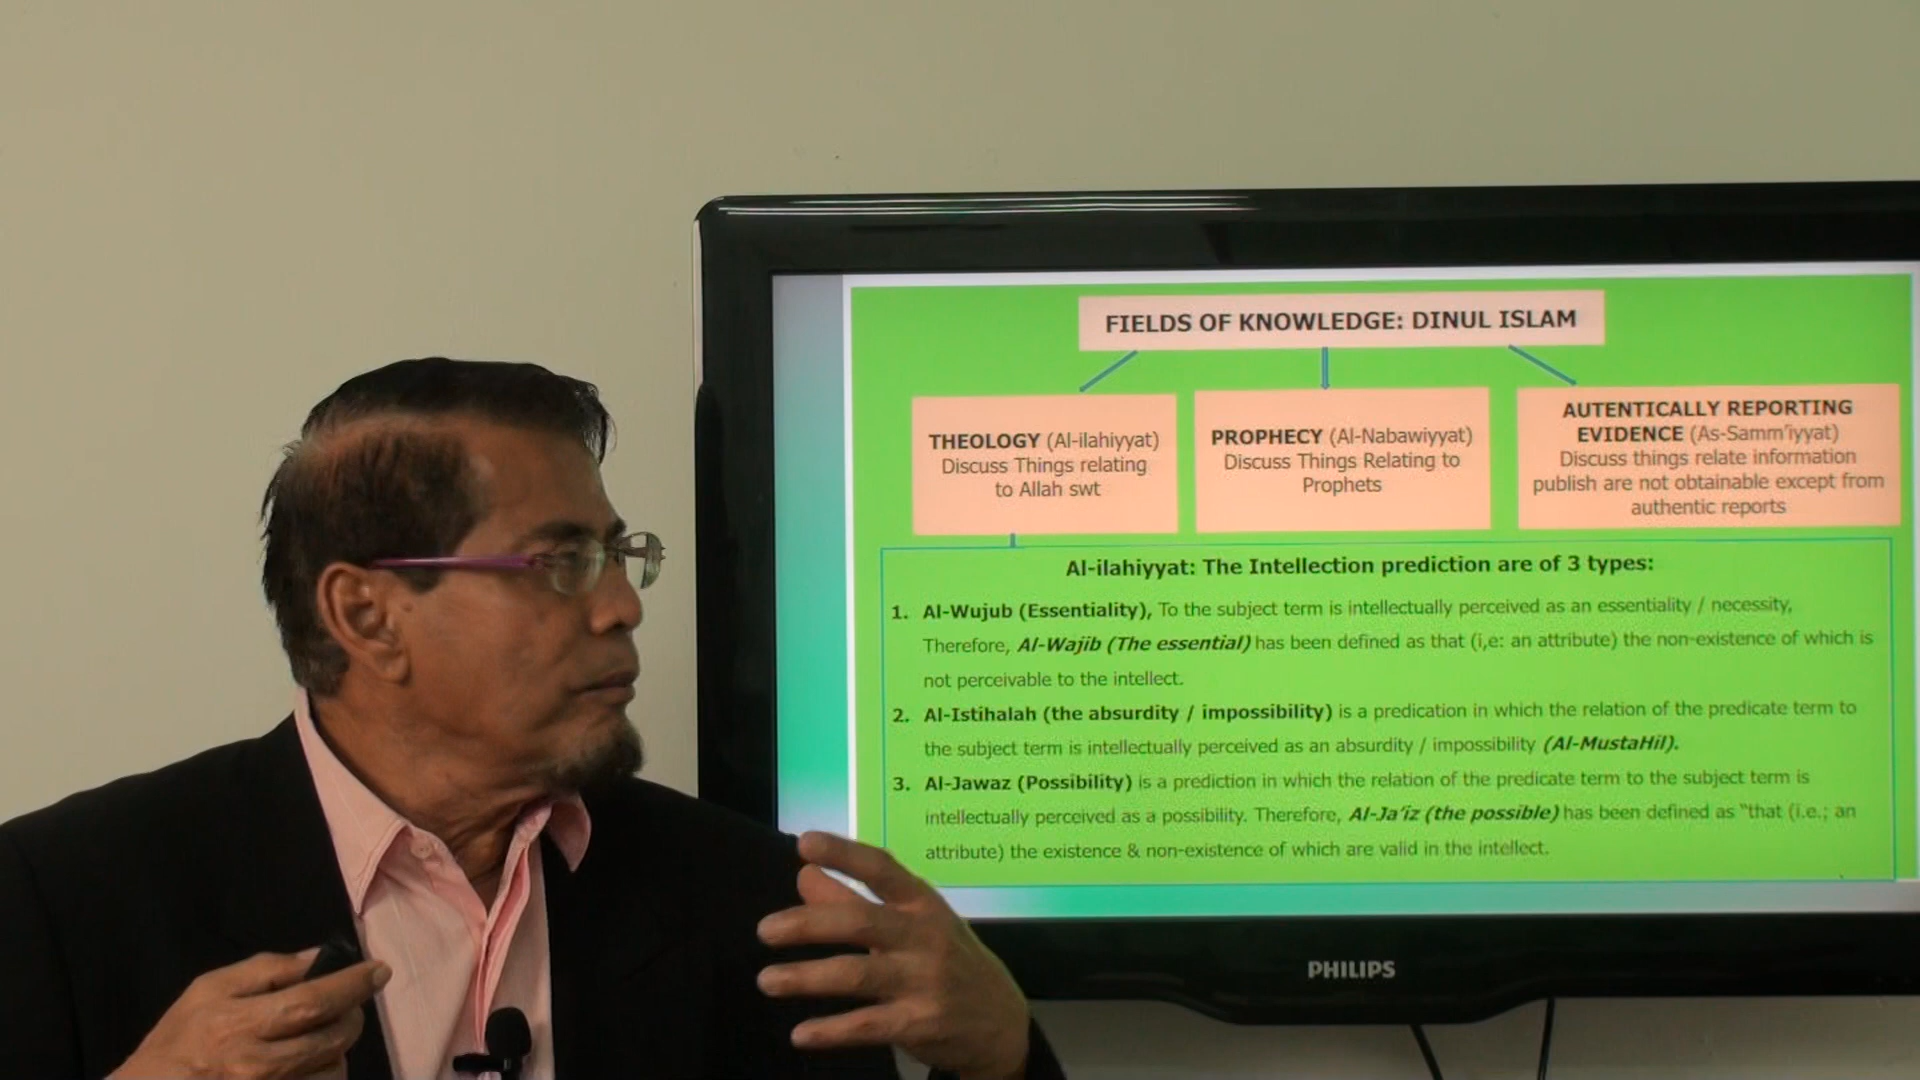 FIELDS OF KNOWLEDGE: DINUL ISLAM
THEOLOGY (Al-ilahiyyat)
Discuss Things relating
to Allah swt
PROPHECY (Al-Nabawiyyat)
Discuss Things Relating to
Prophets
AUTENTICALLY REPORTING
EVIDENCE (As-Samm'iyyat)
Discuss things relate information
publish are not obtainable except from
authentic reports
Al-ilahiyyat: The Intellection prediction are of 3 types:
1. Al-Wujub (Essentiality), To the subject term is intellectually perceived as an essentiality / necessity,
Therefore, Al-Wajib (The essential) has been defined as that (i,e: an attribute) the non-existence of which is
not perceivable to the intellect.
2. Al-Istihalah (the absurdity / impossibility) is a predication in which the relation of the predicate term to
the subject term is intellectually perceived as an absurdity / impossibility (Al-MustaHil).
3. Al-Jawaz (Possibility) is a prediction in which the relation of the predicate term to the subject term is
intellectually perceived as a possibility. Therefore, Al-Ja'iz (the possible) has been defined as "that (i.e.; an
attribute) the existence & non-existence of which are valid in the intellect.
PHILIPS